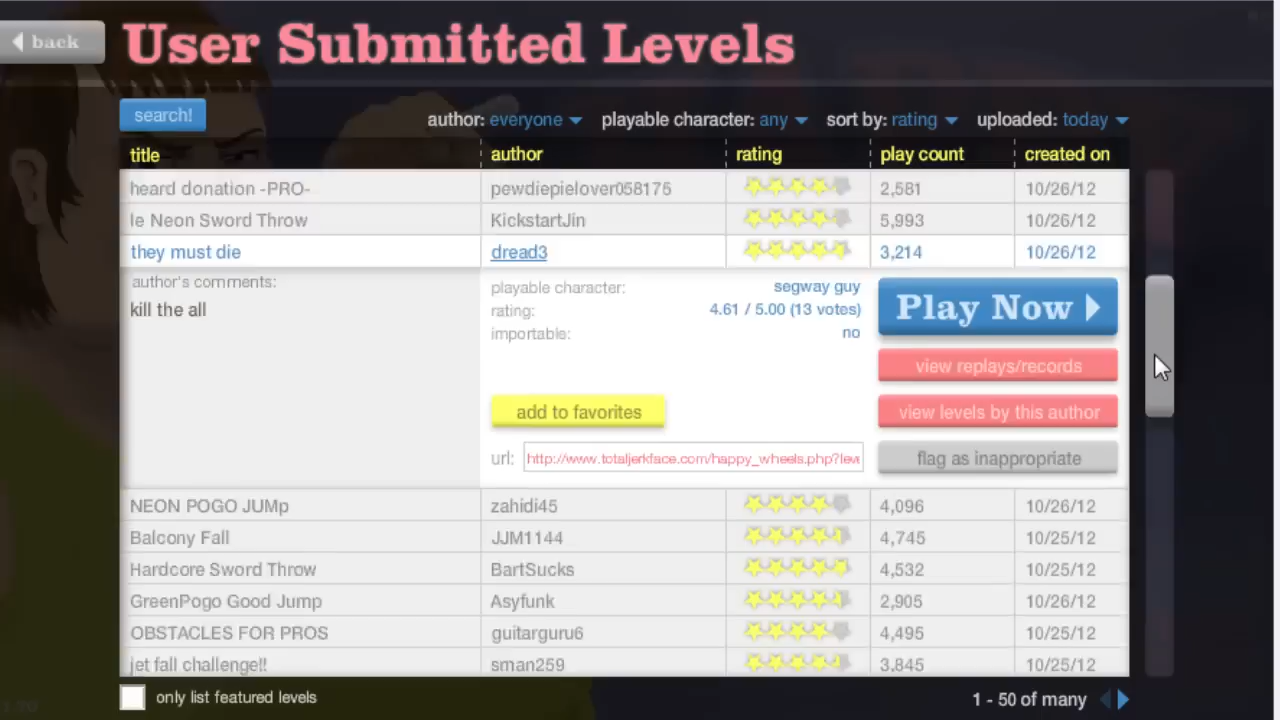 back
User Submitted Levels
search!
author: everyone playable character: any sort by: rating uploaded: today
title author rating play count created on
heard donation -PRO- pewdiepielover058175 2,581 10/26/12
le Neon Sword Throw KickstartJin 5,993 10/26/12
they must die dread3 3,214 10/26/12
author's comments:
kill the all
playable character: segway guy
rating: 4.61 / 5.00 (13 votes)
importable: no
add to favorites
url: http://www.totaljerkface.com/happy_wheels.php?lev
Play Now
view replays/records
view levels by this author
flag as inappropriate
NEON POGO JUMp zahidi45 4,096 10/26/12
Balcony Fall JJM1144 4,745 10/25/12
Hardcore Sword Throw BartSucks 4,532 10/25/12
GreenPogo Good Jump Asyfunk 2,905 10/26/12
OBSTACLES FOR PROS guitarguru6 4,495 10/25/12
jet fall challenge!! sman259 3,845 10/25/12
only list featured levels
1 - 50 of many